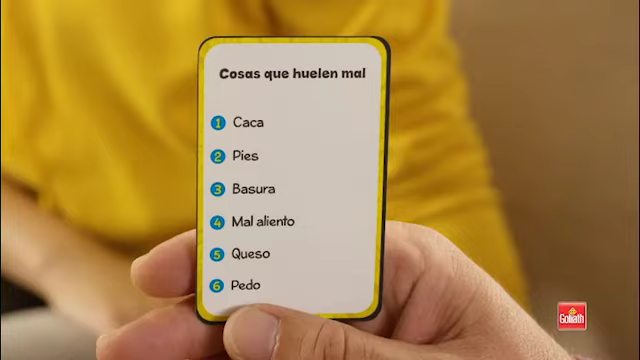 Cosas que huelen mal
1 Caca
2 Pies
3 Basura
4 Mal aliento
5 Queso
6 Pedo
Goliath